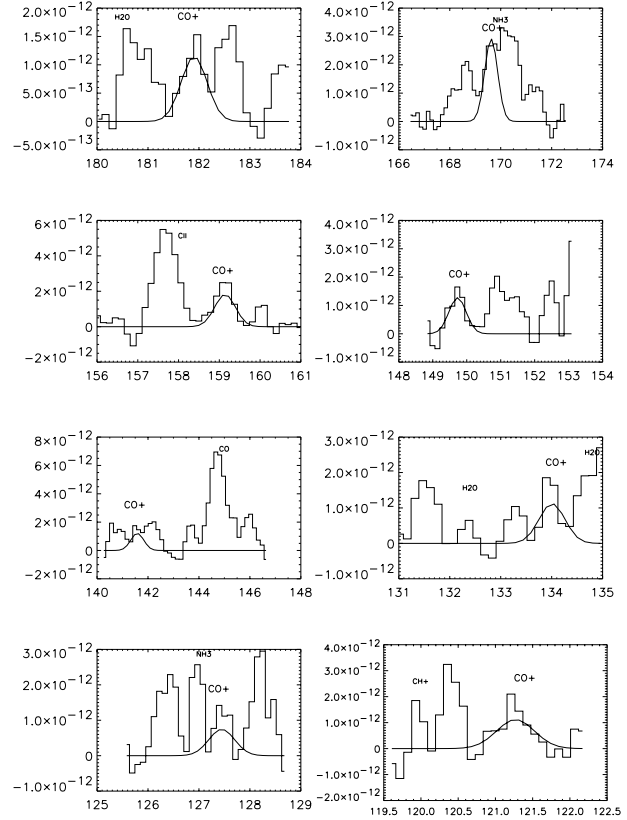 2.0×10⁻¹²
1.5×10⁻¹²
1.0×10⁻¹²
5.0×10⁻¹³
0
−5.0×10⁻¹³
H2O
CO+
180 181 182 183 184
4.0×10⁻¹²
3.0×10⁻¹²
2.0×10⁻¹²
1.0×10⁻¹²
0
−1.0×10⁻¹²
NH3
CO+
166 168 170 172 174
6×10⁻¹²
4×10⁻¹²
2×10⁻¹²
0
−2×10⁻¹²
CII
CO+
156 157 158 159 160 161
4.0×10⁻¹²
3.0×10⁻¹²
2.0×10⁻¹²
1.0×10⁻¹²
0
−1.0×10⁻¹²
CO+
148 149 150 151 152 153 154
8×10⁻¹²
6×10⁻¹²
4×10⁻¹²
2×10⁻¹²
0
−2×10⁻¹²
CO
CO+
140 142 144 146 148
3.0×10⁻¹²
2.0×10⁻¹²
1.0×10⁻¹²
0
−1.0×10⁻¹²
H2O
CO+
H2O
131 132 133 134 135
3.0×10⁻¹²
2.0×10⁻¹²
1.0×10⁻¹²
0
−1.0×10⁻¹²
NH3
CO+
125 126 127 128 129
4.0×10⁻¹²
3.0×10⁻¹²
2.0×10⁻¹²
1.0×10⁻¹²
0
−1.0×10⁻¹²
−2.0×10⁻¹²
CH+
CO+
119.5 120.0 120.5 121.0 121.5 122.0 122.5